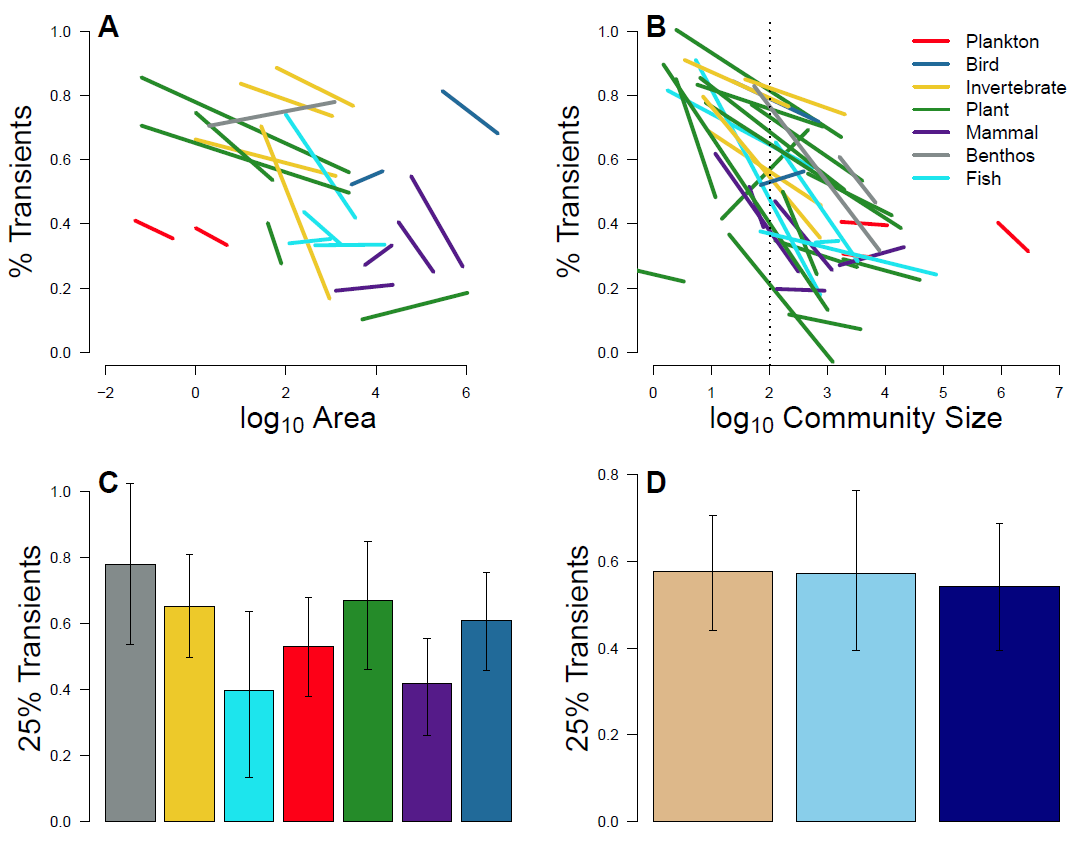 A
1.0
0.8
0.6
0.4
0.2
0.0
% Transients
−2
0
2
4
6
log10 Area
B
1.0
0.8
0.6
0.4
0.2
0.0
% Transients
0
1
2
3
4
5
6
7
log10 Community Size
Plankton
Bird
Invertebrate
Plant
Mammal
Benthos
Fish
C
1.0
0.8
0.6
0.4
0.2
0.0
25% Transients
D
0.8
0.6
0.4
0.2
0.0
25% Transients